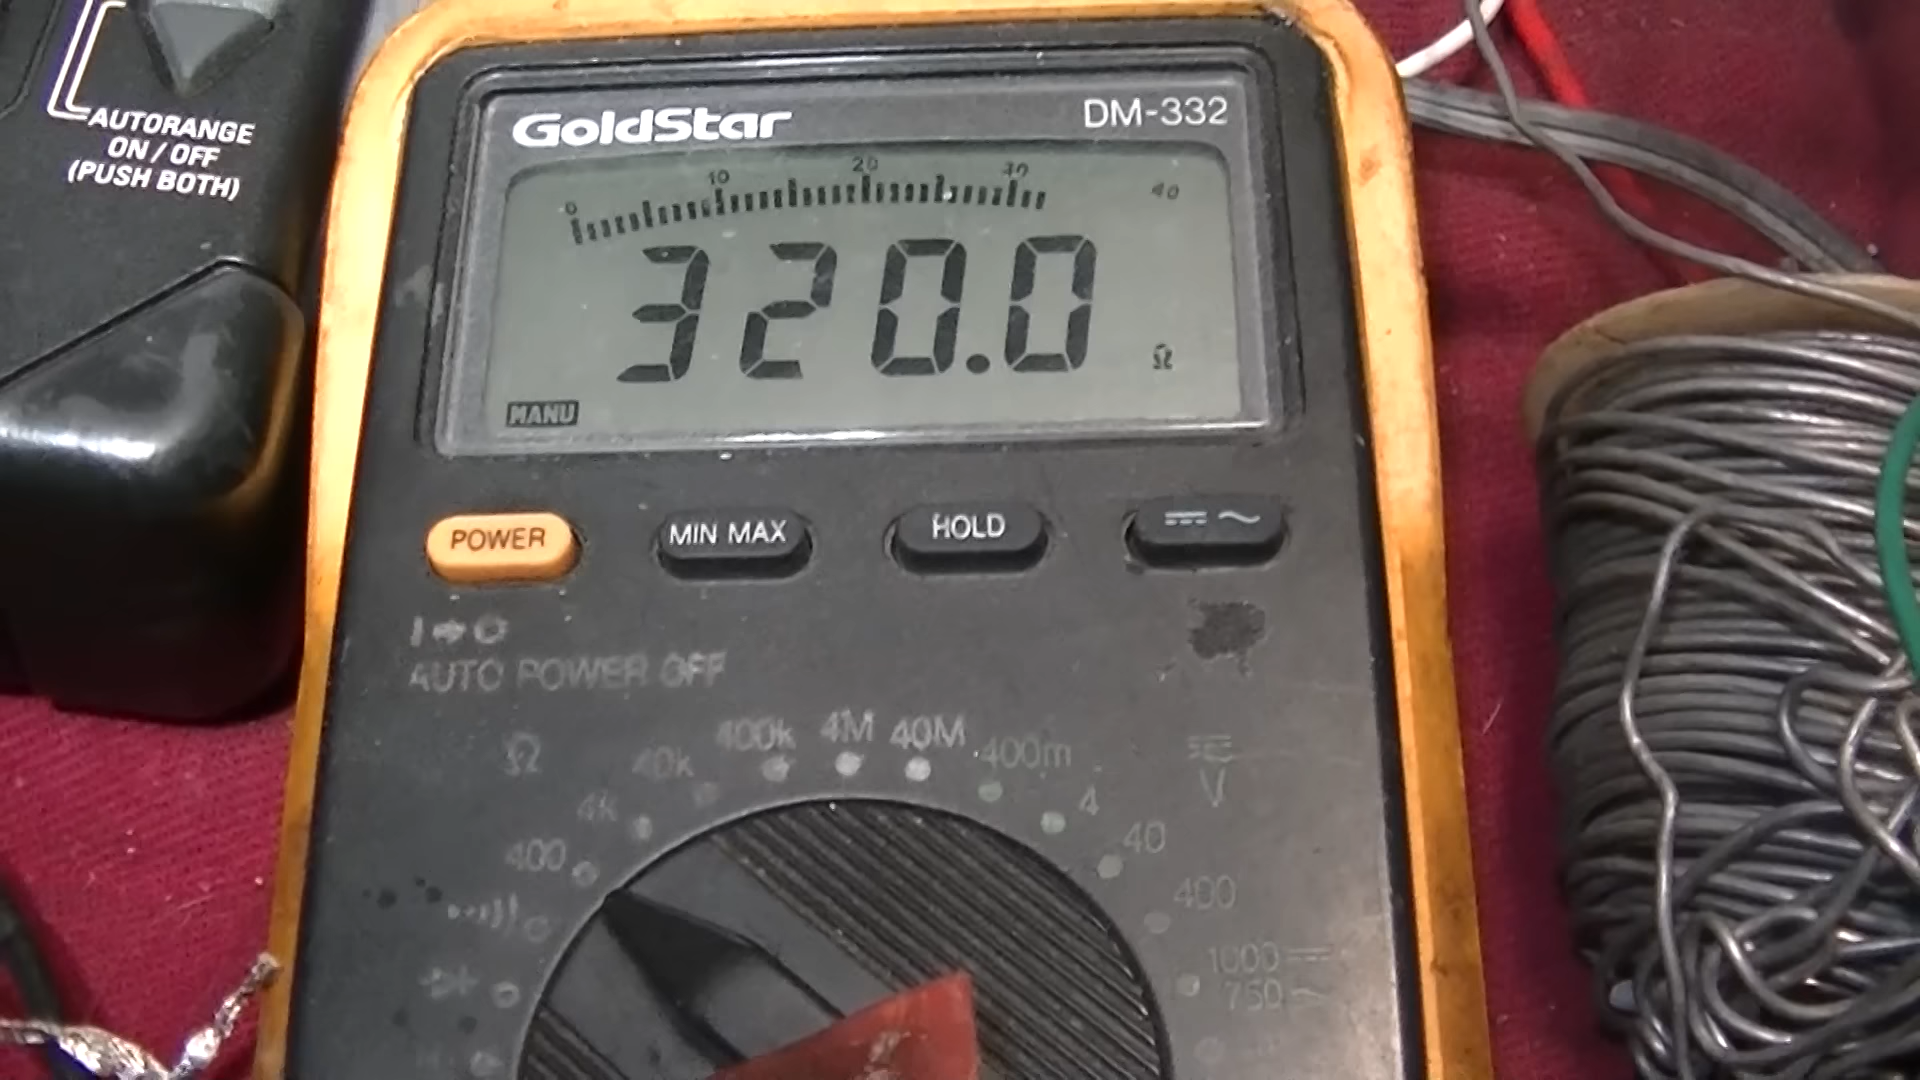 AUTORANGE
ON / OFF
(PUSH BOTH)
GoldStar
DM-332
0 10 20 30 40
320.0 Ω
MANU
POWER
MIN MAX
HOLD
AUTO POWER OFF
Ω
400
4k
40k
400k
4M
40M
400m
4
40
400
1000
750
V